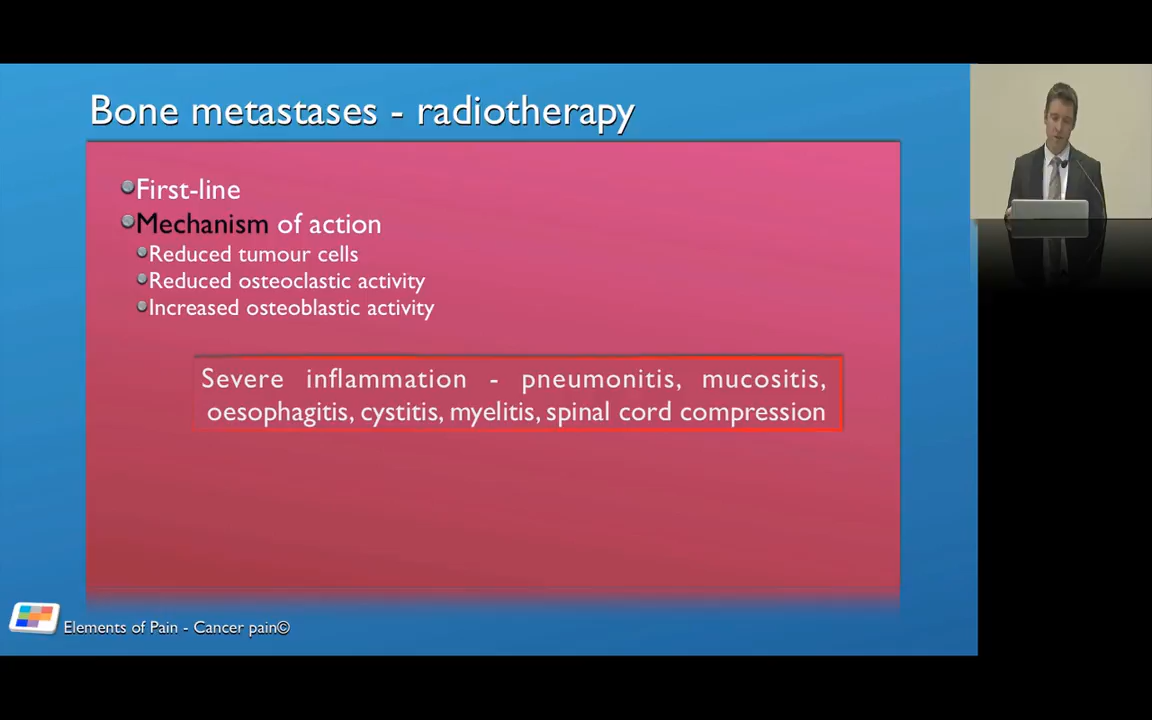 Bone metastases - radiotherapy
First-line
Mechanism of action
Reduced tumour cells
Reduced osteoclastic activity
Increased osteoblastic activity
Severe inflammation - pneumonitis, mucositis,
oesophagitis, cystitis, myelitis, spinal cord compression
Elements of Pain - Cancer pain©